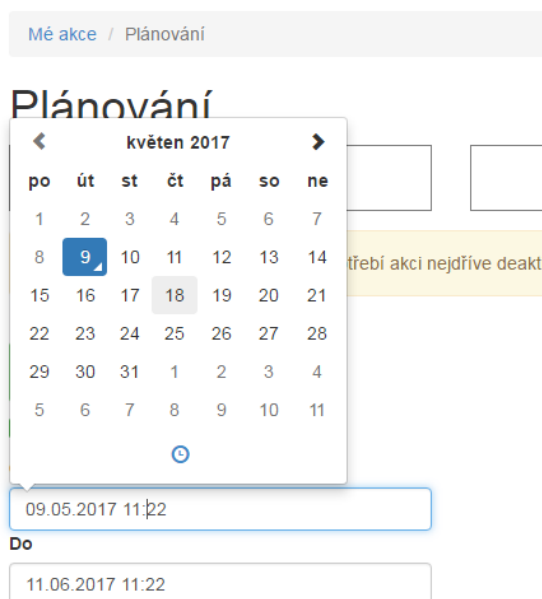 Mé akce / Plánování
Plánování
květen 2017
po út st čt pá so ne
1 2 3 4 5 6 7
8 9 10 11 12 13 14
15 16 17 18 19 20 21
22 23 24 25 26 27 28
29 30 31 1 2 3 4
5 6 7 8 9 10 11
akci nejdříve
09.05.2017 11:22
Do
11.06.2017 11:22